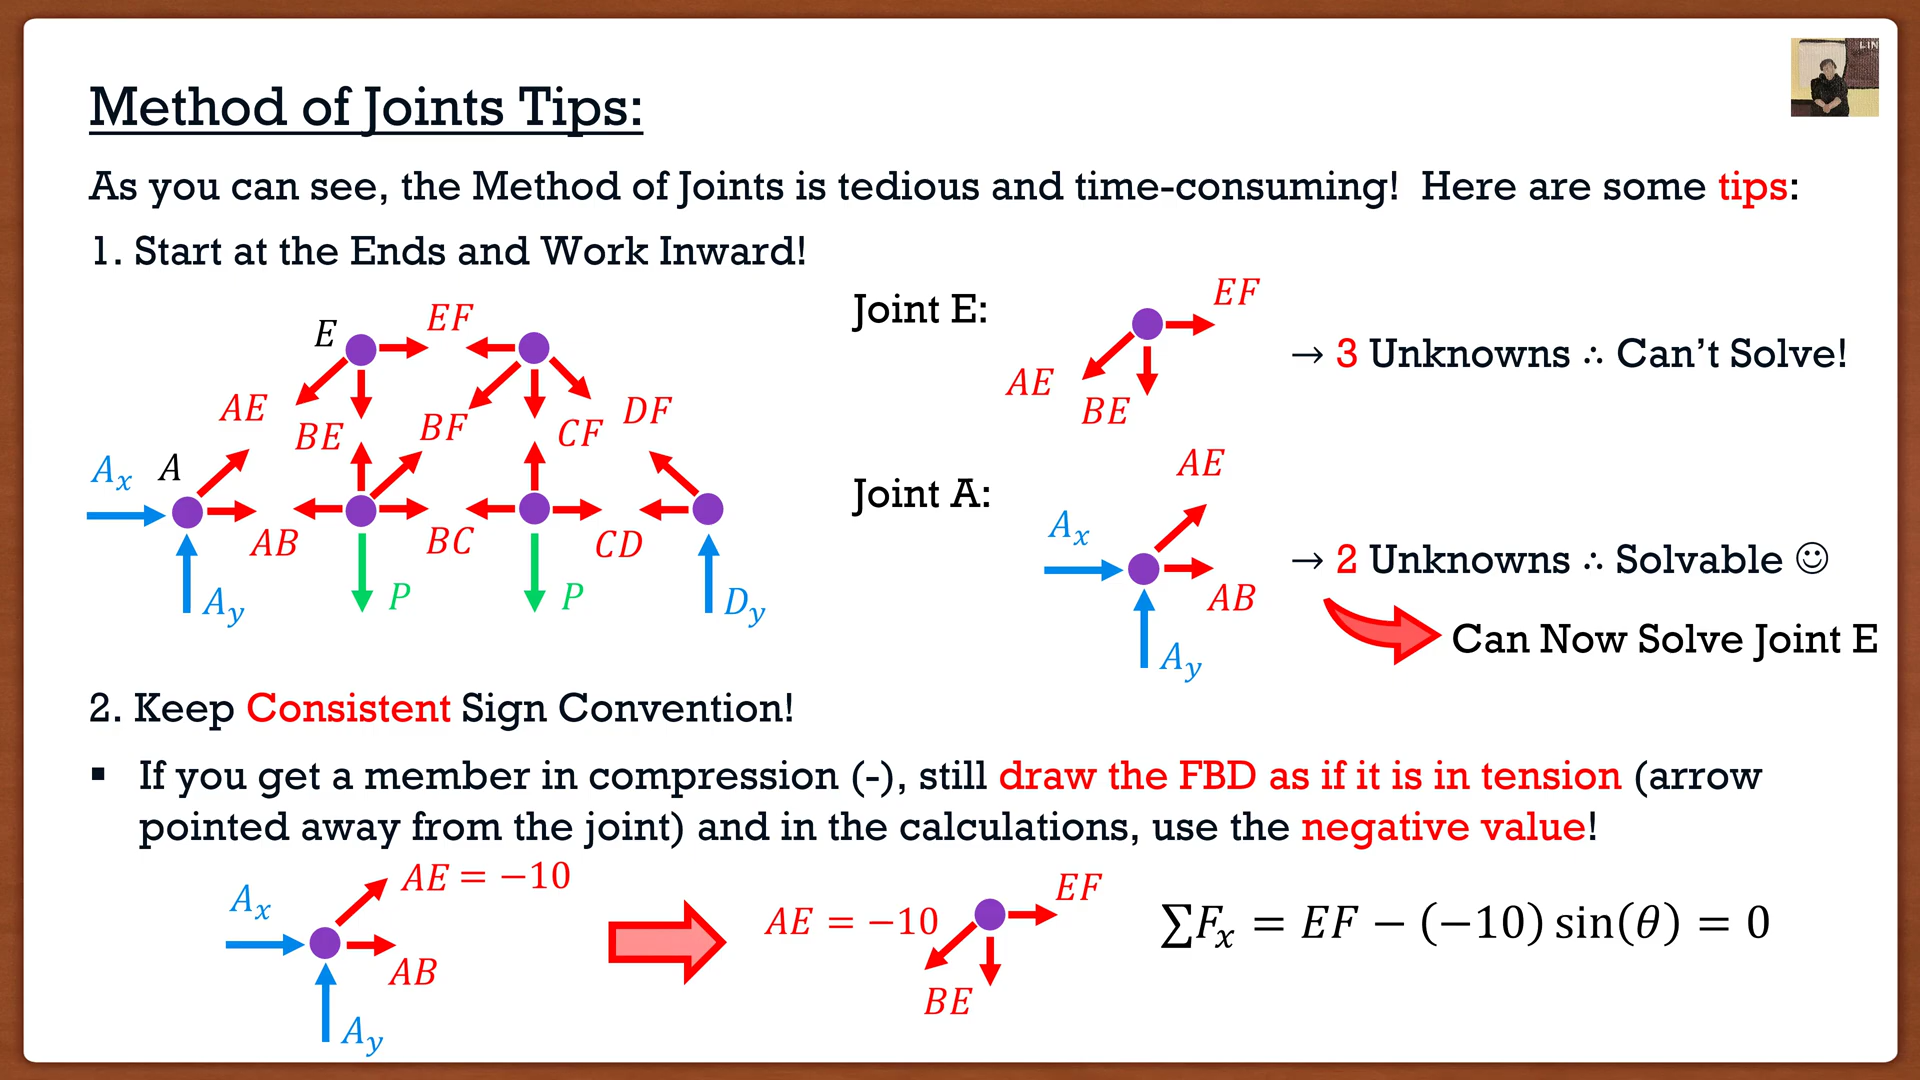 LIN
Method of Joints Tips:
As you can see, the Method of Joints is tedious and time-consuming! Here are some tips:
1. Start at the Ends and Work Inward!
E
EF
AE
BE
BF
CF
DF
A_x
A
AB
BC
CD
A_y
P
P
D_y
Joint E:
EF
AE
BE
→ 3 Unknowns ∴ Can't Solve!
Joint A:
AE
A_x
AB
A_y
→ 2 Unknowns ∴ Solvable ☺
Can Now Solve Joint E
2. Keep Consistent Sign Convention!
▪ If you get a member in compression (-), still draw the FBD as if it is in tension (arrow
pointed away from the joint) and in the calculations, use the negative value!
A_x
AE = −10
AB
A_y
AE = −10
EF
BE
∑F_x = EF − (−10) sin(θ) = 0